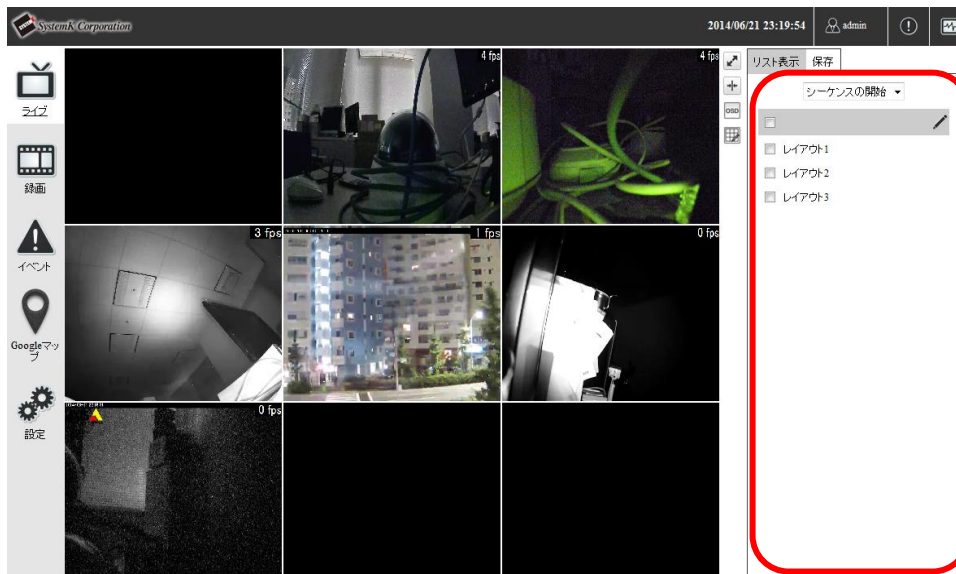 SystemK Corporation
2014/06/21 23:19:54
admin
ライブ
録画
イベント
Googleマップ
設定
4 fps
4 fps
3 fps
1 fps
0 fps
0 fps
OSD
リスト表示
保存
シーケンスの開始
レイアウト1
レイアウト2
レイアウト3